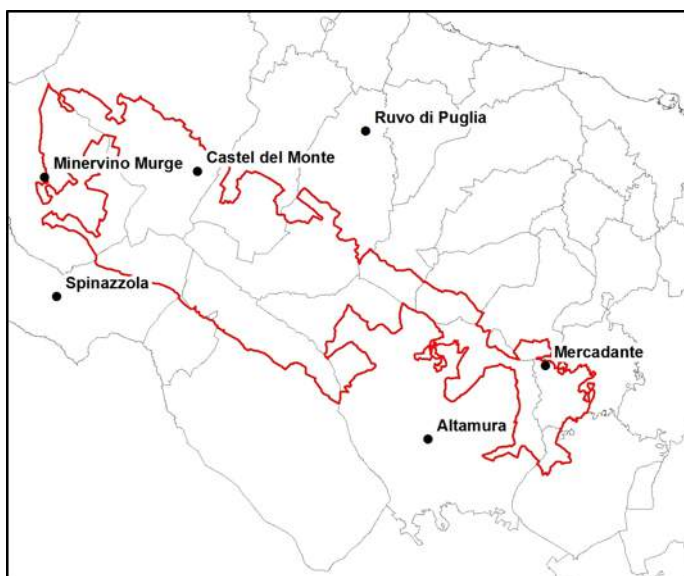 Ruvo di Puglia
Minervino Murge
Castel del Monte
Spinazzola
Mercadante
Altamura